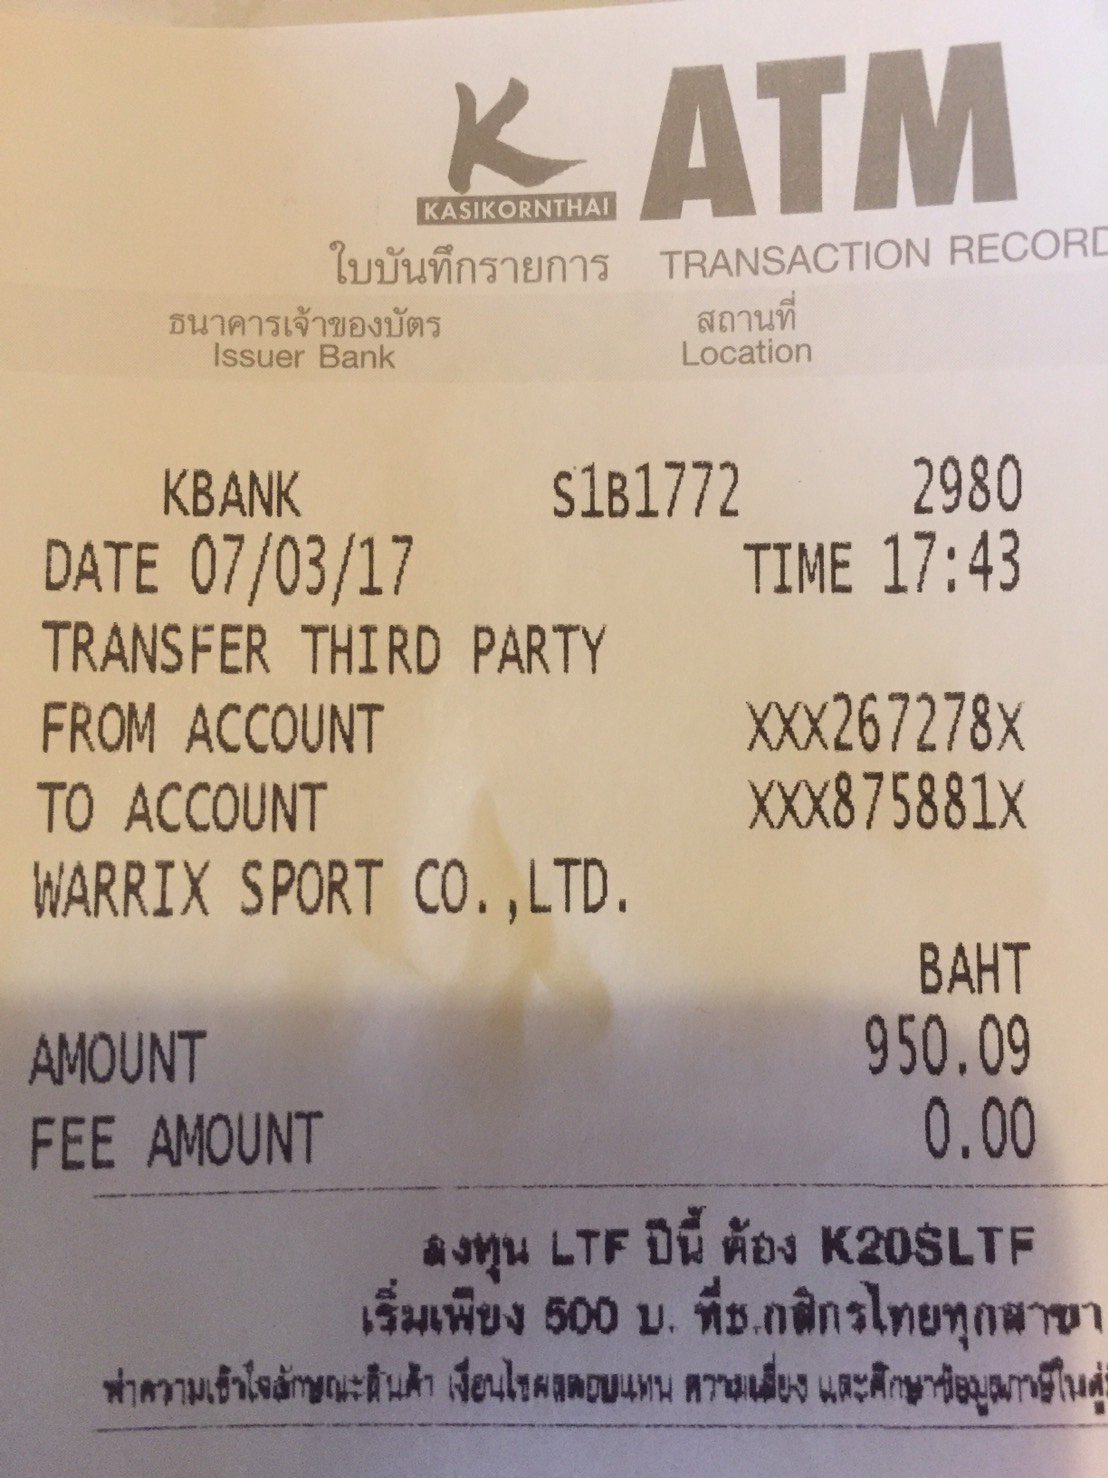 K ATM
KASIKORNTHAI
ใบบันทึกรายการ TRANSACTION RECORD
ธนาคารเจ้าของบัตร สถานที่
Issuer Bank Location
KBANK S1B1772 2980
DATE 07/03/17 TIME 17:43
TRANSFER THIRD PARTY
FROM ACCOUNT XXX267278X
TO ACCOUNT XXX875881X
WARRIX SPORT CO.,LTD.
BAHT
AMOUNT 950.09
FEE AMOUNT 0.00
ลงทุน LTF ปีนี้ ต้อง K20SLTF
เริ่มเพียง 500 บ. ที่ธ.กสิกรไทยทุกสาขา
ทำความเข้าใจลักษณะสินค้า เงื่อนไขผลตอบแทน ความเสี่ยง และศึกษาข้อมูลภาษีใน